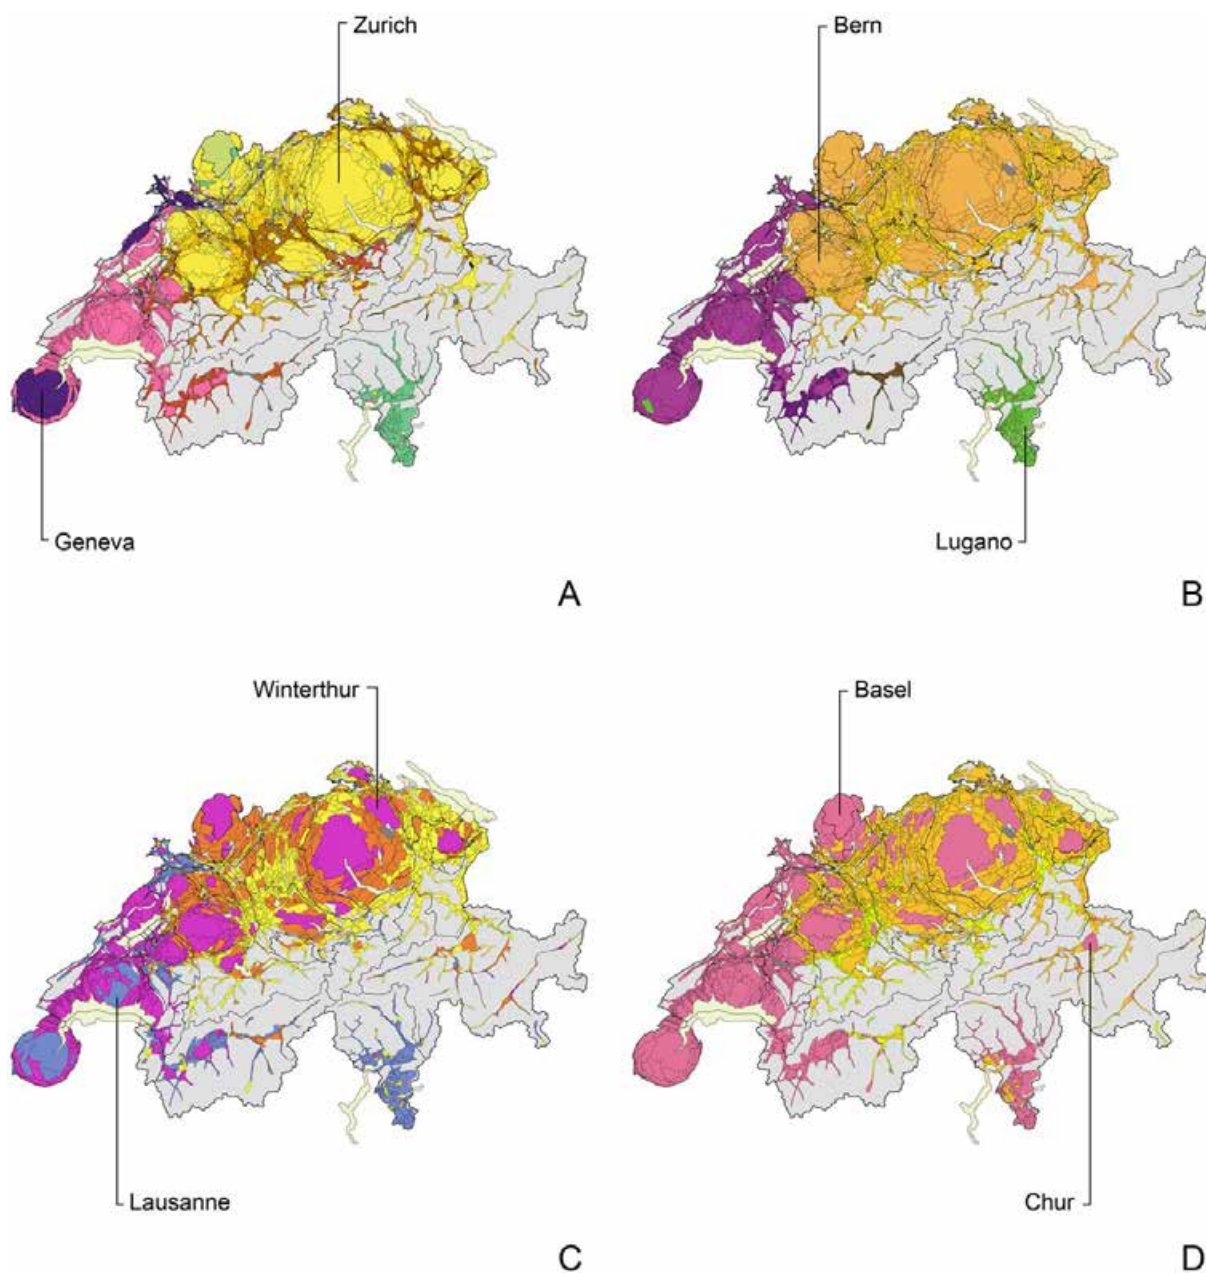 Zurich
Bern
Geneva
Lugano
A
B
Winterthur
Basel
Lausanne
Chur
C
D